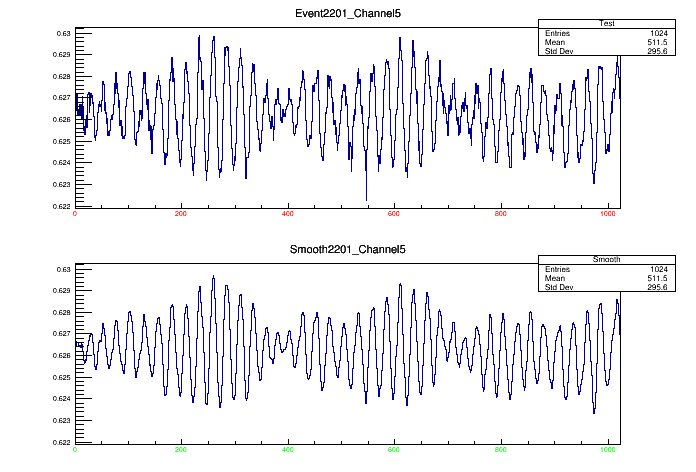 Event2201_Channel5
Test
Entries 1024
Mean 511.5
Std Dev 295.6
0.63
0.629
0.628
0.627
0.626
0.625
0.624
0.623
0.622
0 200 400 600 800 1000
Smooth2201_Channel5
Smooth
Entries 1024
Mean 511.5
Std Dev 295.6
0.63
0.629
0.628
0.627
0.626
0.625
0.624
0.623
0.622
0 200 400 600 800 1000